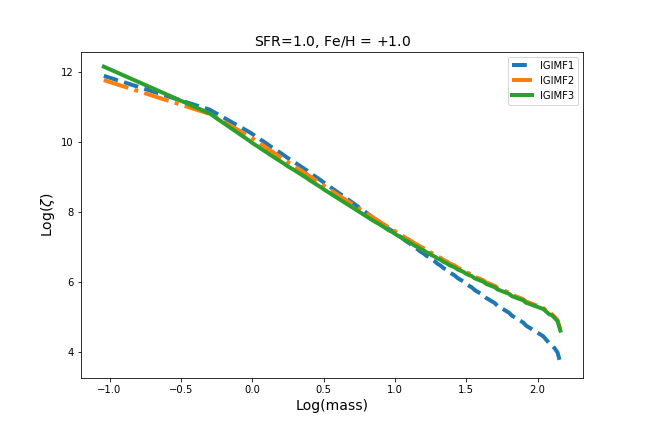 SFR=1.0, Fe/H = +1.0
IGIMF1
IGIMF2
IGIMF3
12
10
8
6
4
Log(ζ)
−1.0 −0.5 0.0 0.5 1.0 1.5 2.0
Log(mass)